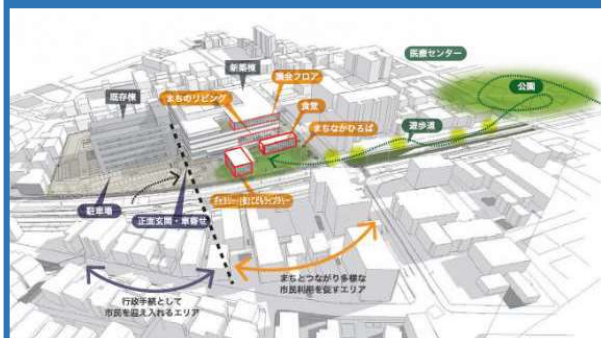 医療センター
新築棟
議会フロア
公園
既存棟
まちのリビング
食堂
まちなかひろば
遊歩道
駐車場
正面玄関・車寄せ
行政手続として
市民を迎え入れるエリア
まちとつながり多様な
市民利用を促すエリア